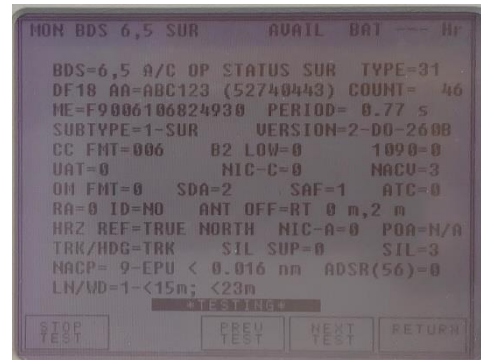 MON BDS 6,5 SUR AVAIL BAT --- Hr
BDS=6,5 A/C OP STATUS SUR TYPE=31
DF18 AA=ABC123 (52740443) COUNT= 46
ME=F9006106824930 PERIOD= 0.77 s
SUBTYPE=1-SUR VERSION=2-DO-260B
CC FMT=006 B2 LOW=0 1090=0
UAT=0 NIC-C=0 NACV=3
OM FMT=0 SDA=2 SAF=1 ATC=0
RA=0 ID=NO ANT OFF=RT 0 m,2 m
HRZ REF=TRUE NORTH NIC-A=0 POA=N/A
TRK/HDG=TRK SIL SUP=0 SIL=3
NACP= 9-EPU < 0.016 nm ADSR(56)=0
LN/WD=1-<15m; <23m
*TESTING*
STOP TEST PREV TEST NEXT TEST RETURN